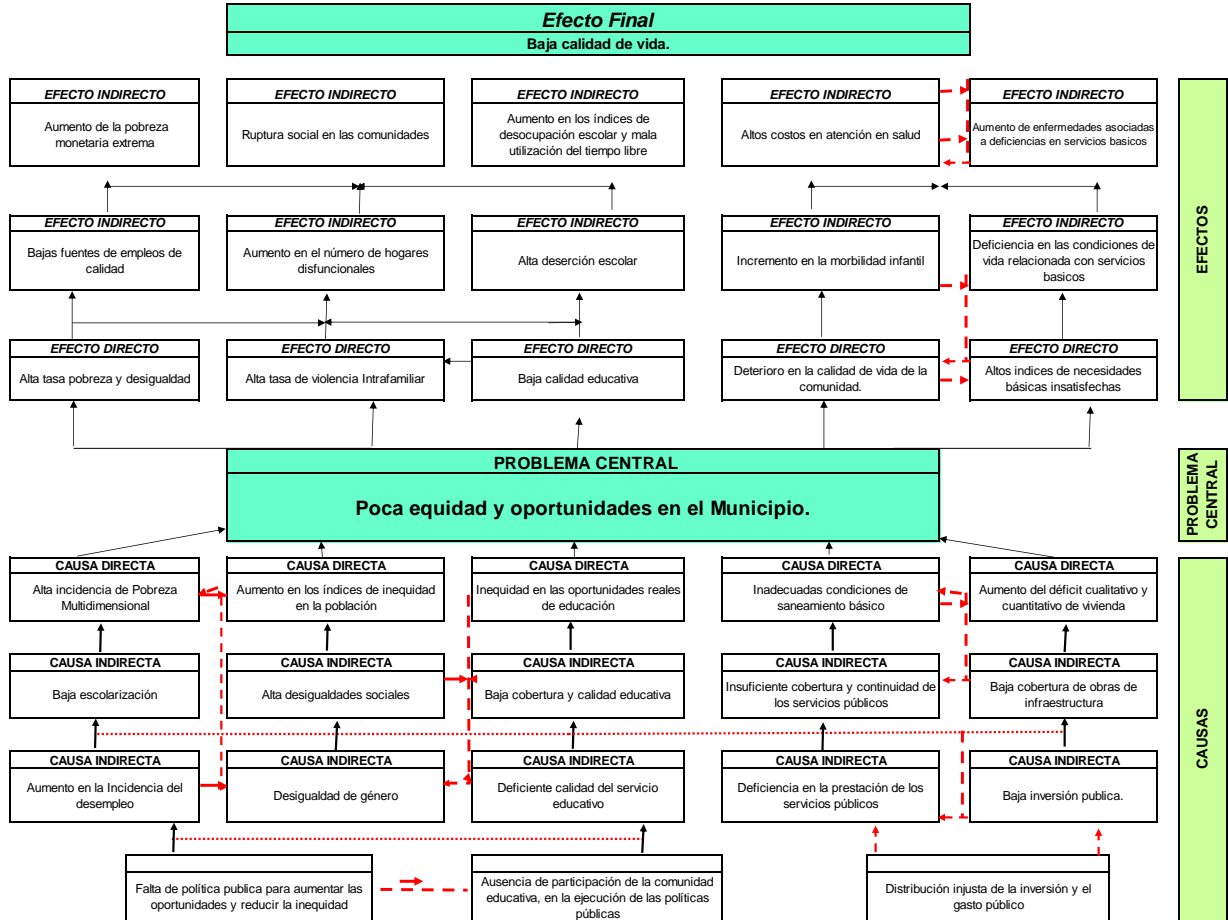 Efecto Final
Baja calidad de vida.
EFECTO INDIRECTO
Aumento de la pobreza
monetaria extrema
EFECTO INDIRECTO
Ruptura social en las comunidades
EFECTO INDIRECTO
Aumento en los índices de
desocupación escolar y mala
utilización del tiempo libre
EFECTO INDIRECTO
Altos costos en atención en salud
EFECTO INDIRECTO
Aumento de enfermedades asociadas
a deficiencias en servicios basicos
EFECTO INDIRECTO
Bajas fuentes de empleos de
calidad
EFECTO INDIRECTO
Aumento en el número de hogares
disfuncionales
EFECTO INDIRECTO
Alta deserción escolar
EFECTO INDIRECTO
Incremento en la morbilidad infantil
EFECTO INDIRECTO
Deficiencia en las condiciones de
vida relacionada con servicios
basicos
EFECTO DIRECTO
Alta tasa pobreza y desigualdad
EFECTO DIRECTO
Alta tasa de violencia Intrafamiliar
EFECTO DIRECTO
Baja calidad educativa
EFECTO DIRECTO
Deterioro en la calidad de vida de la
comunidad.
EFECTO DIRECTO
Altos indices de necesidades
básicas insatisfechas
EFECTOS
PROBLEMA CENTRAL
Poca equidad y oportunidades en el Municipio.
PROBLEMA
CENTRAL
CAUSA DIRECTA
Alta incidencia de Pobreza
Multidimensional
CAUSA DIRECTA
Aumento en los índices de inequidad
en la población
CAUSA DIRECTA
Inequidad en las oportunidades reales
de educación
CAUSA DIRECTA
Inadecuadas condiciones de
saneamiento básico
CAUSA DIRECTA
Aumento del déficit cualitativo y
cuantitativo de vivienda
CAUSA INDIRECTA
Baja escolarización
CAUSA INDIRECTA
Alta desigualdades sociales
CAUSA INDIRECTA
Baja cobertura y calidad educativa
CAUSA INDIRECTA
Insuficiente cobertura y continuidad de
los servicios públicos
CAUSA INDIRECTA
Baja cobertura de obras de
infraestructura
CAUSA INDIRECTA
Aumento en la Incidencia del
desempleo
CAUSA INDIRECTA
Desigualdad de género
CAUSA INDIRECTA
Deficiente calidad del servicio
educativo
CAUSA INDIRECTA
Deficiencia en la prestación de los
servicios públicos
CAUSA INDIRECTA
Baja inversión publica.
CAUSAS
Falta de política publica para aumentar las
oportunidades y reducir la inequidad
Ausencia de participación de la comunidad
educativa, en la ejecución de las políticas
públicas
Distribución injusta de la inversión y el
gasto público